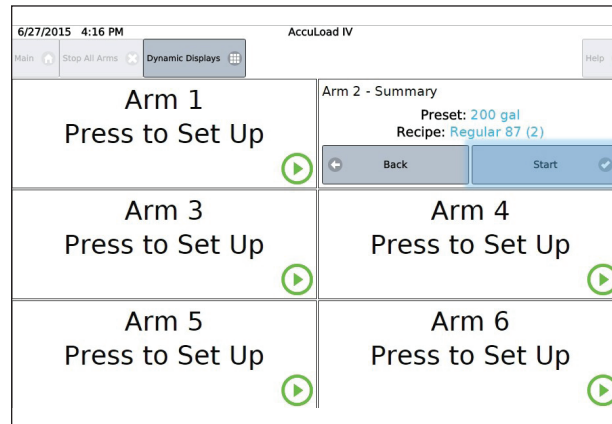 6/27/2015 4:16 PM AccuLoad IV
Main Stop All Arms Dynamic Displays Help
Arm 1
Press to Set Up
Arm 2 - Summary
Preset: 200 gal
Recipe: Regular 87 (2)
Back Start
Arm 3
Press to Set Up
Arm 4
Press to Set Up
Arm 5
Press to Set Up
Arm 6
Press to Set Up